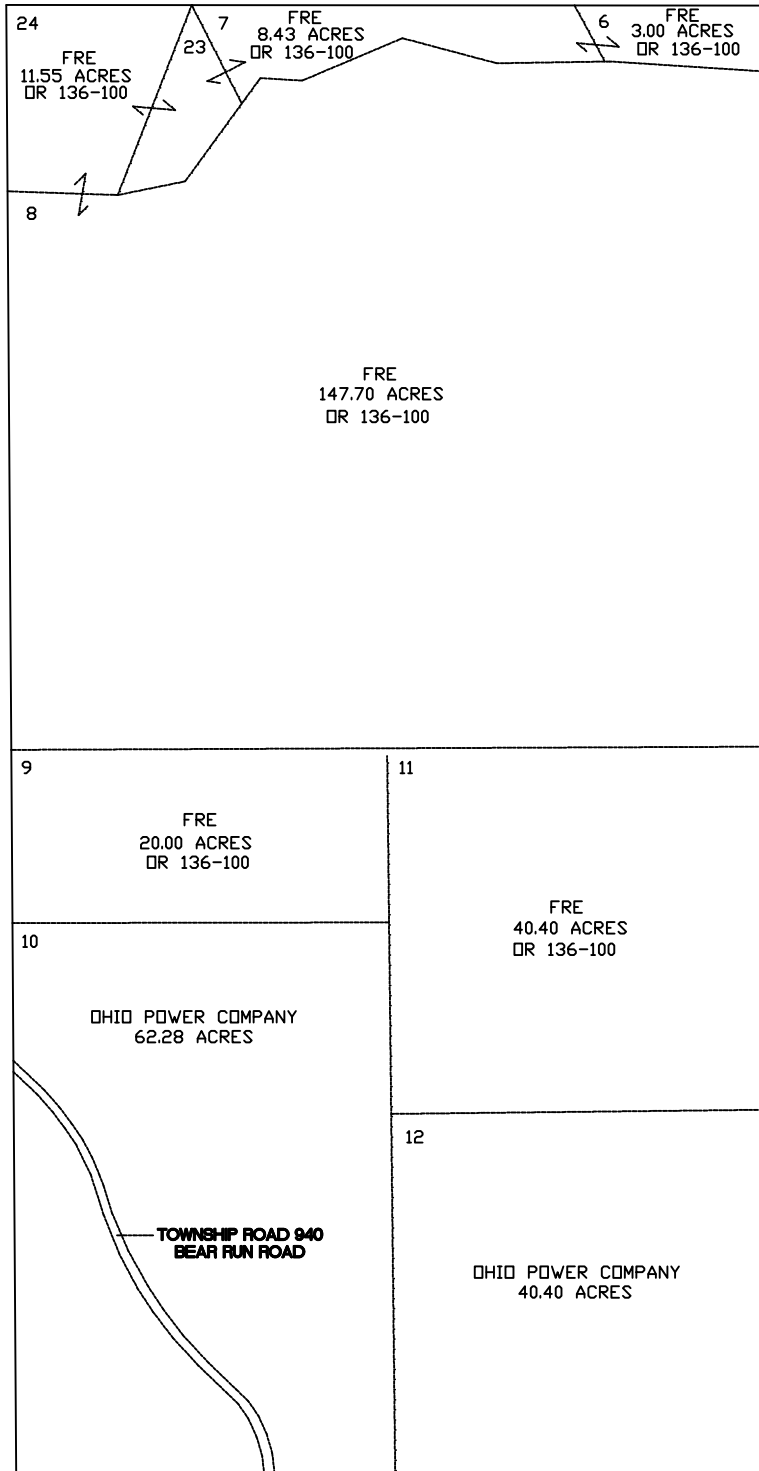 24
7
23
6
FRE
11.55 ACRES
OR 136-100
FRE
8.43 ACRES
OR 136-100
FRE
3.00 ACRES
OR 136-100
8
FRE
147.70 ACRES
OR 136-100
9
FRE
20.00 ACRES
OR 136-100
11
FRE
40.40 ACRES
OR 136-100
10
OHIO POWER COMPANY
62.28 ACRES
TOWNSHIP ROAD 940
BEAR RUN ROAD
12
OHIO POWER COMPANY
40.40 ACRES